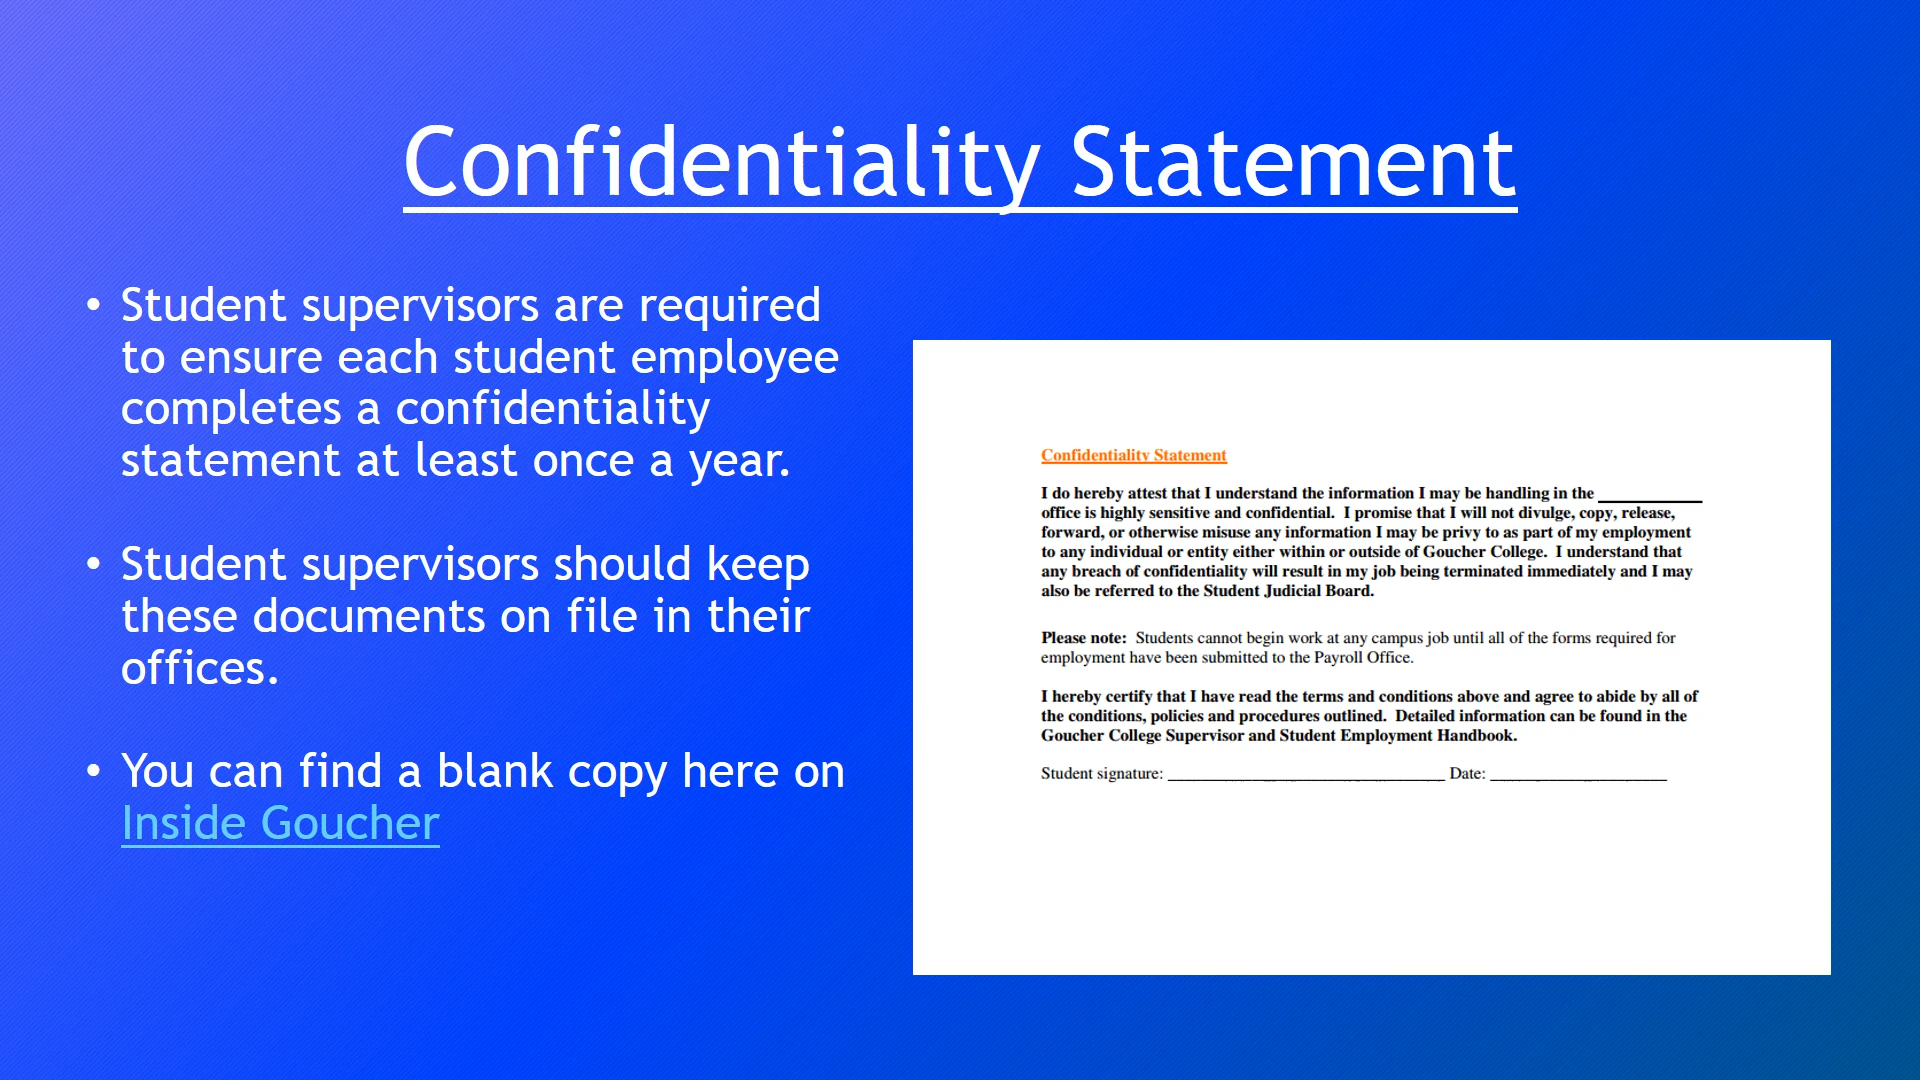 Confidentiality Statement
• Student supervisors are required
to ensure each student employee
completes a confidentiality
statement at least once a year.
• Student supervisors should keep
these documents on file in their
offices.
• You can find a blank copy here on
Inside Goucher
Confidentiality Statement
I do hereby attest that I understand the information I may be handling in the ____________
office is highly sensitive and confidential.  I promise that I will not divulge, copy, release,
forward, or otherwise misuse any information I may be privy to as part of my employment
to any individual or entity either within or outside of Goucher College.  I understand that
any breach of confidentiality will result in my job being terminated immediately and I may
also be referred to the Student Judicial Board.
Please note:  Students cannot begin work at any campus job until all of the forms required for
employment have been submitted to the Payroll Office.
I hereby certify that I have read the terms and conditions above and agree to abide by all of
the conditions, policies and procedures outlined.  Detailed information can be found in the
Goucher College Supervisor and Student Employment Handbook.
Student signature: _________________________________ Date: _____________________